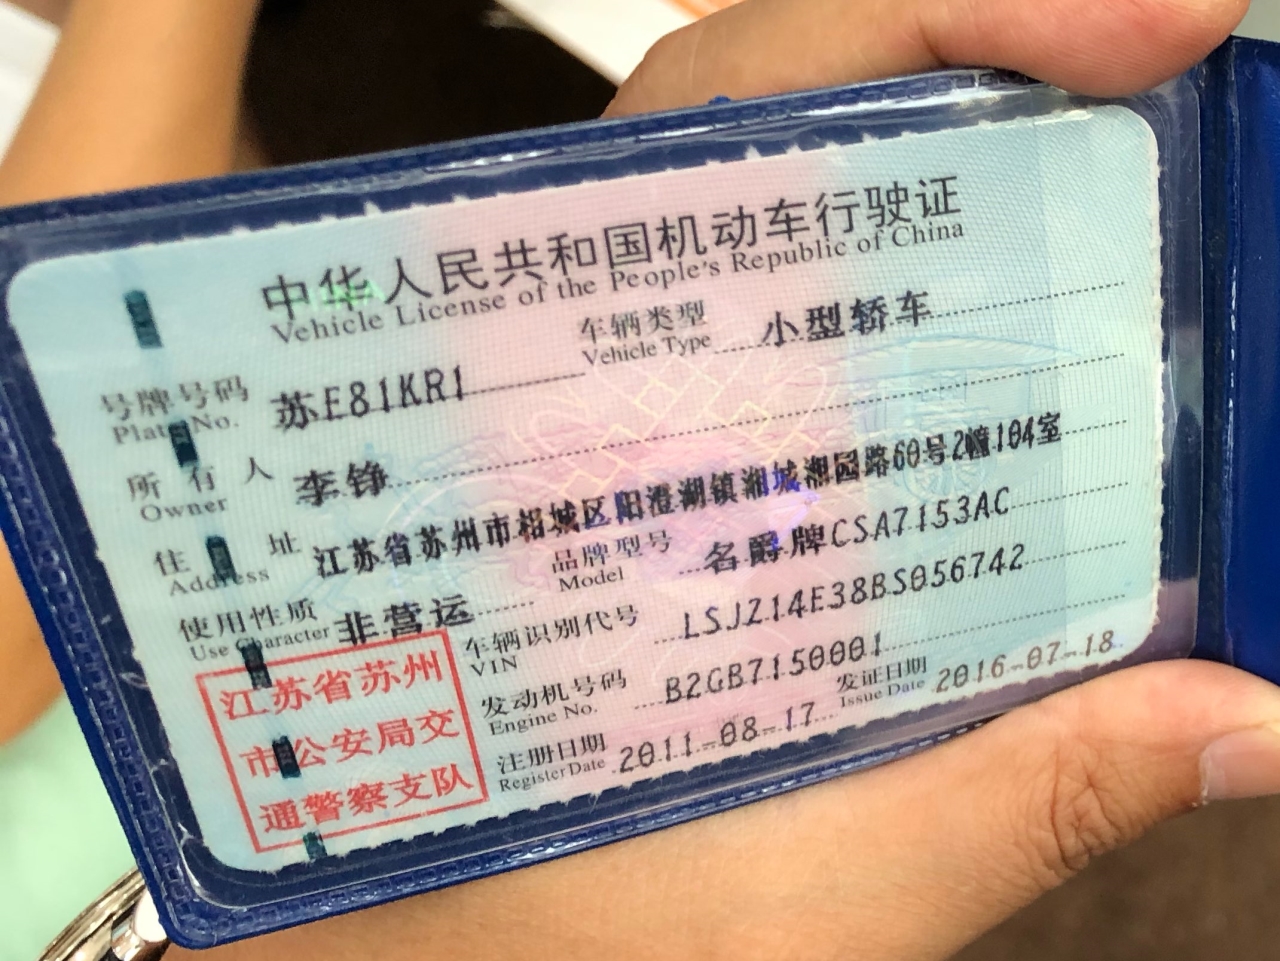 中华人民共和国机动车行驶证
Vehicle License of the People's Republic of China
号牌号码 苏E81KR1 车辆类型 小型轿车
Plate No. Vehicle Type
所有人 李铮
Owner
住址 江苏省苏州市相城区阳澄湖镇湘城湘园路60号2幢104室
Address
使用性质 非营运 品牌型号 名爵牌CSA7153AC
Use Character Model
车辆识别代号 LSJZ14E38BS056742
VIN
发动机号码 B2GB7150001
Engine No.
注册日期 2011-08-17 发证日期 2016-07-18
Register Date Issue Date
江苏省苏州
市公安局交
通警察支队